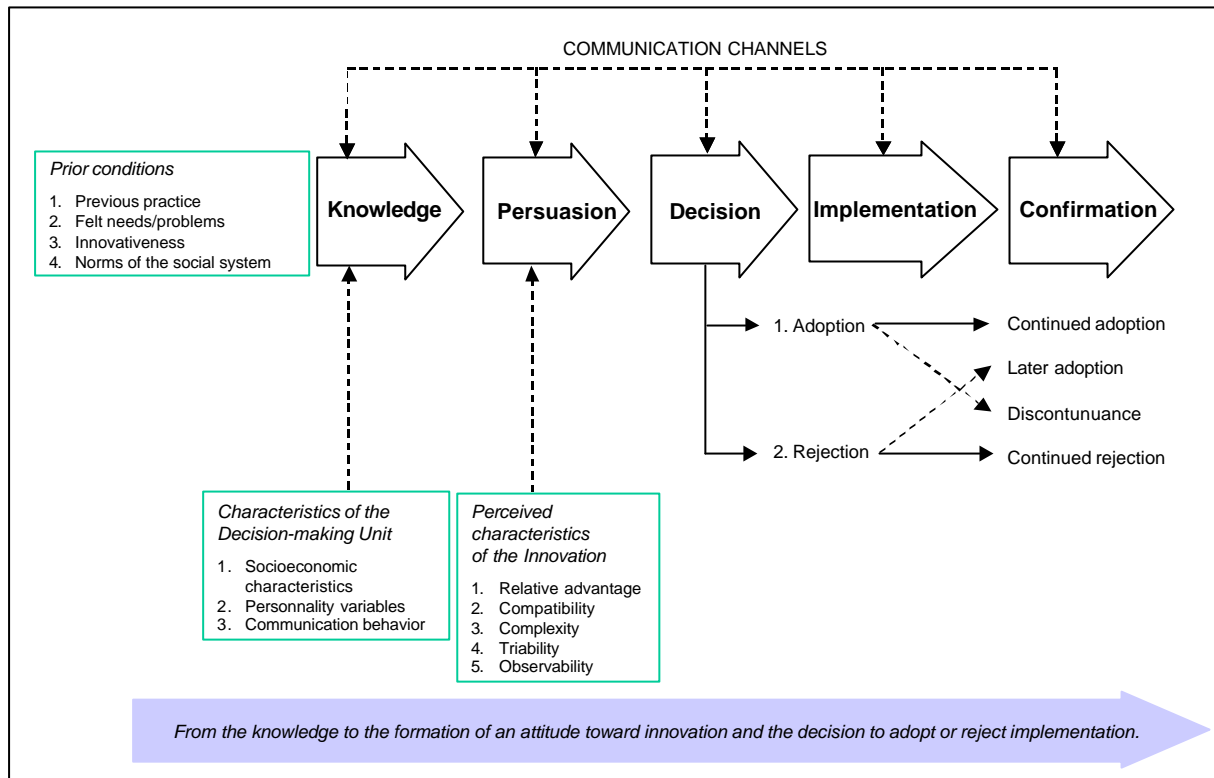 COMMUNICATION CHANNELS
Prior conditions
1. Previous practice
2. Felt needs/problems
3. Innovativeness
4. Norms of the social system
Knowledge
Persuasion
Decision
Implementation
Confirmation
1. Adoption
Continued adoption
Later adoption
Discontunuance
2. Rejection
Continued rejection
Characteristics of the
Decision-making Unit
1. Socioeconomic
characteristics
2. Personnality variables
3. Communication behavior
Perceived
characteristics
of the Innovation
1. Relative advantage
2. Compatibility
3. Complexity
4. Triability
5. Observability
From the knowledge to the formation of an attitude toward innovation and the decision to adopt or reject implementation.